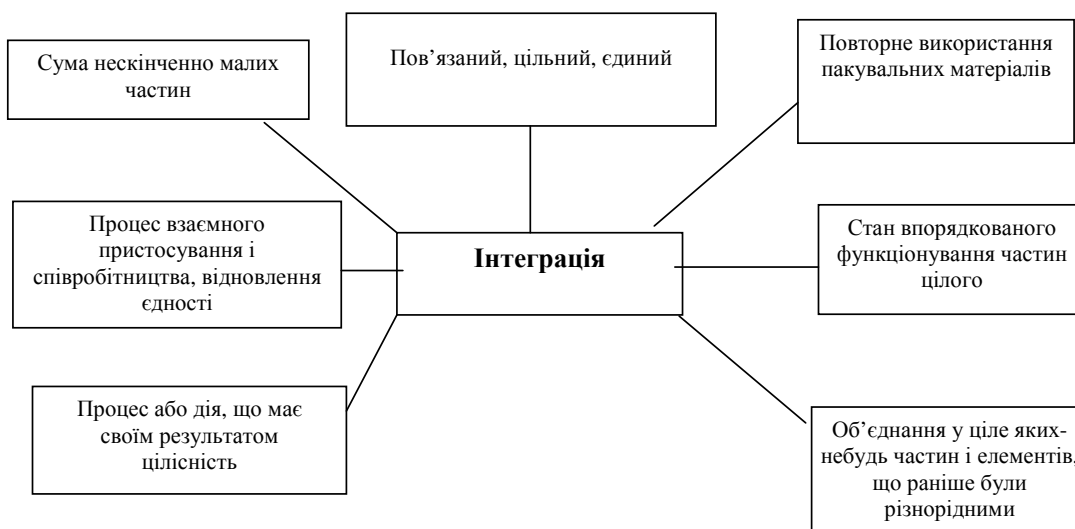 Сума нескінченно малих
частин
Пов’язаний, цільний, єдиний
Повторне використання
пакувальних матеріалів
Процес взаємного
пристосування і
співробітництва, відновлення
єдності
Інтеграція
Стан впорядкованого
функціонування частин
цілого
Процес або дія, що має
своїм результатом
цілісність
Об’єднання у ціле яких-
небудь частин і елементів,
що раніше були
різнорідними